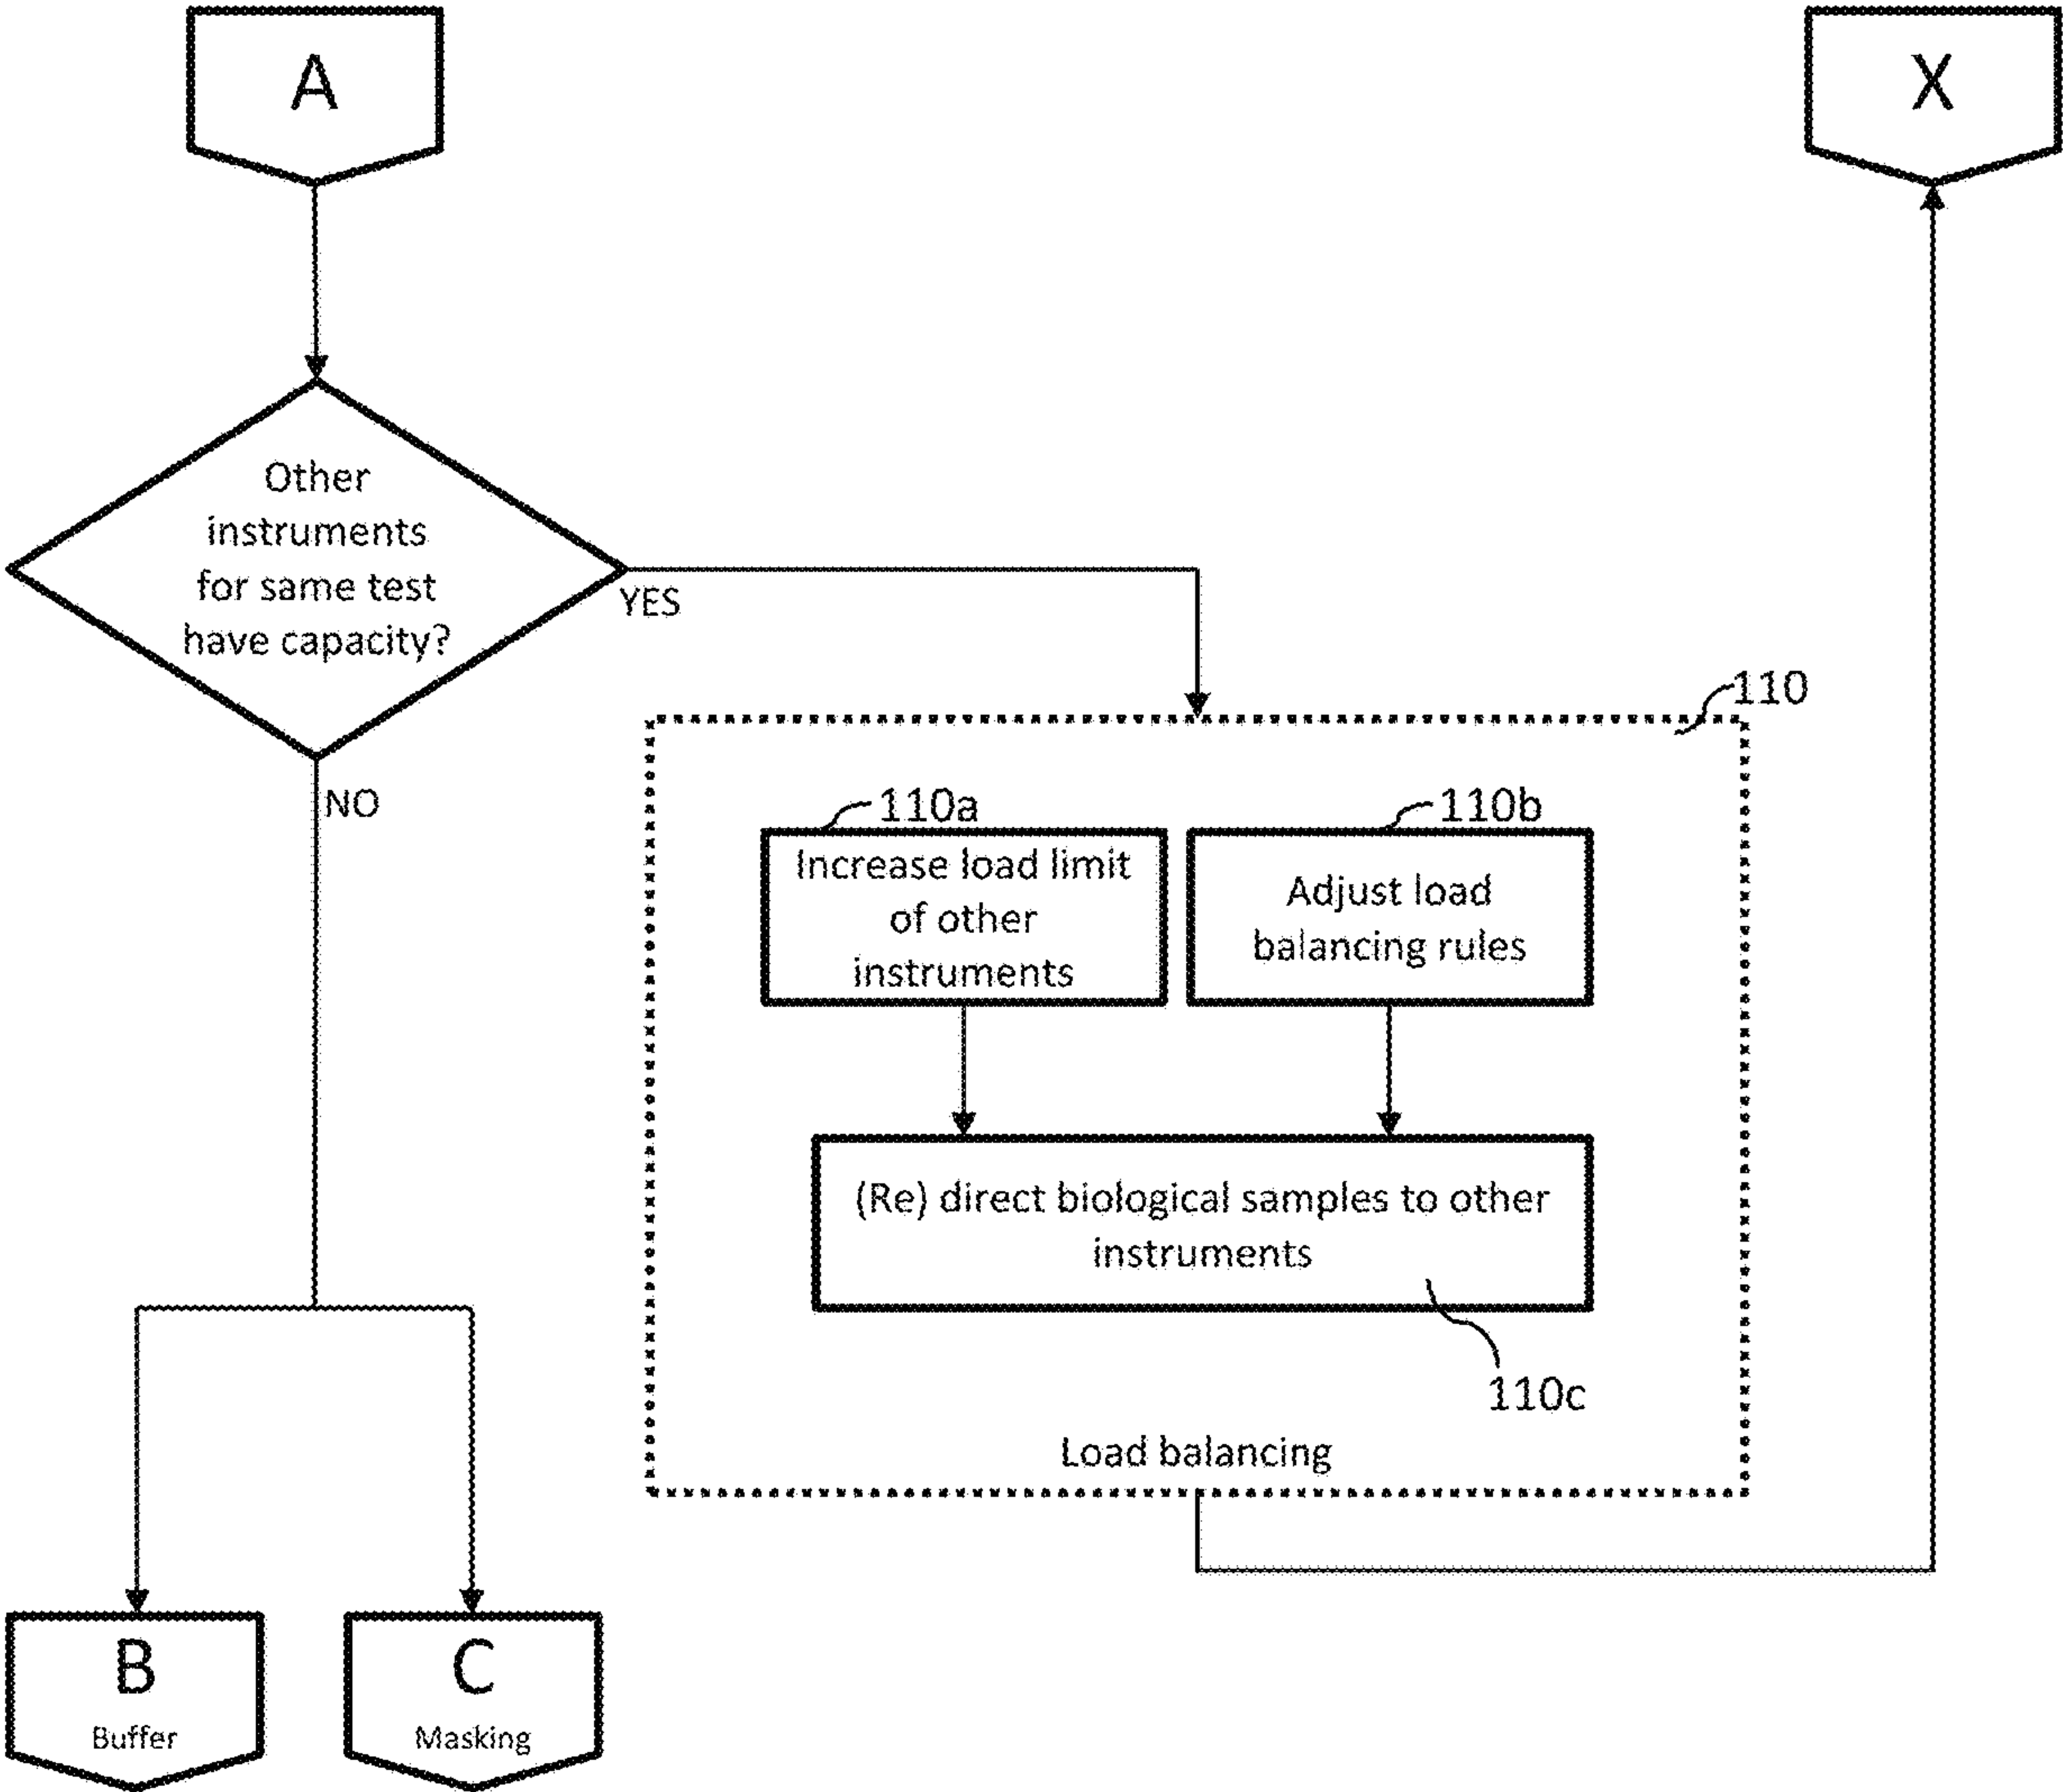 A
X
Other
instruments
for same test
have capacity?
YES
NO
110
110a
110b
Increase load limit
of other
instruments
Adjust load
balancing rules
(Re) direct biological samples to other
instruments
110c
Load balancing
B
Buffer
C
Masking